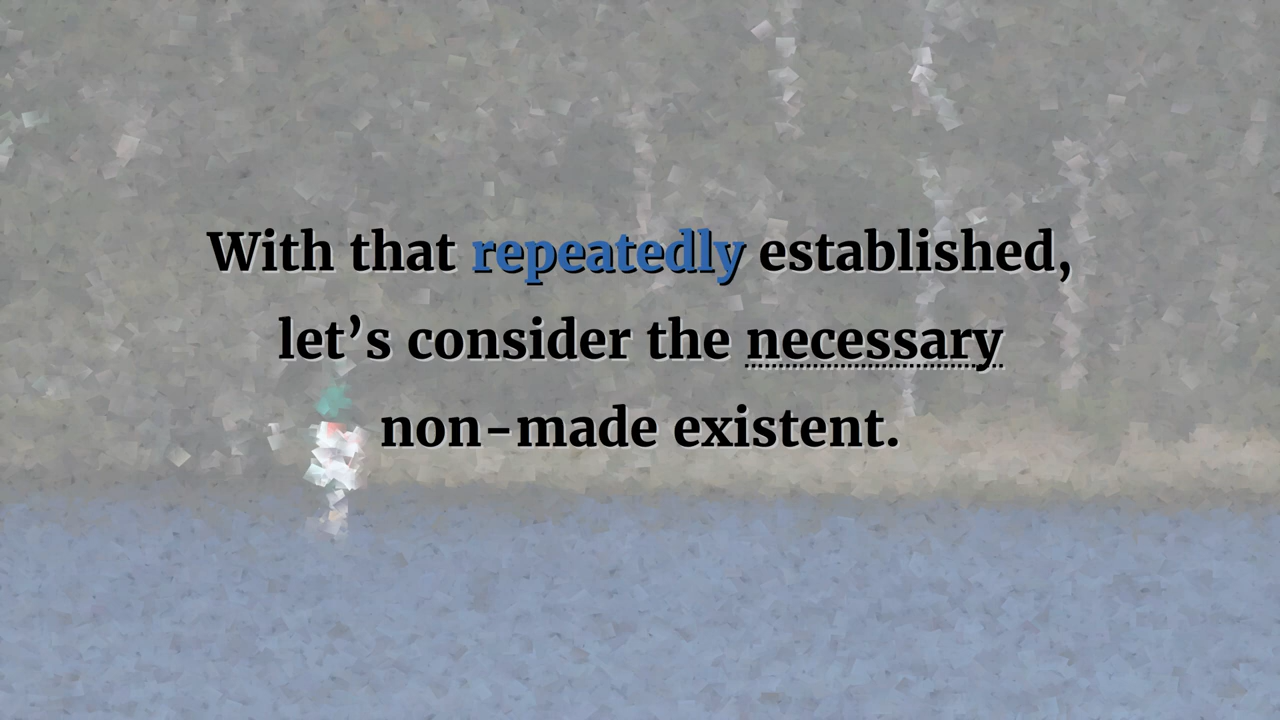 With that repeatedly established,
let’s consider the necessary
non-made existent.